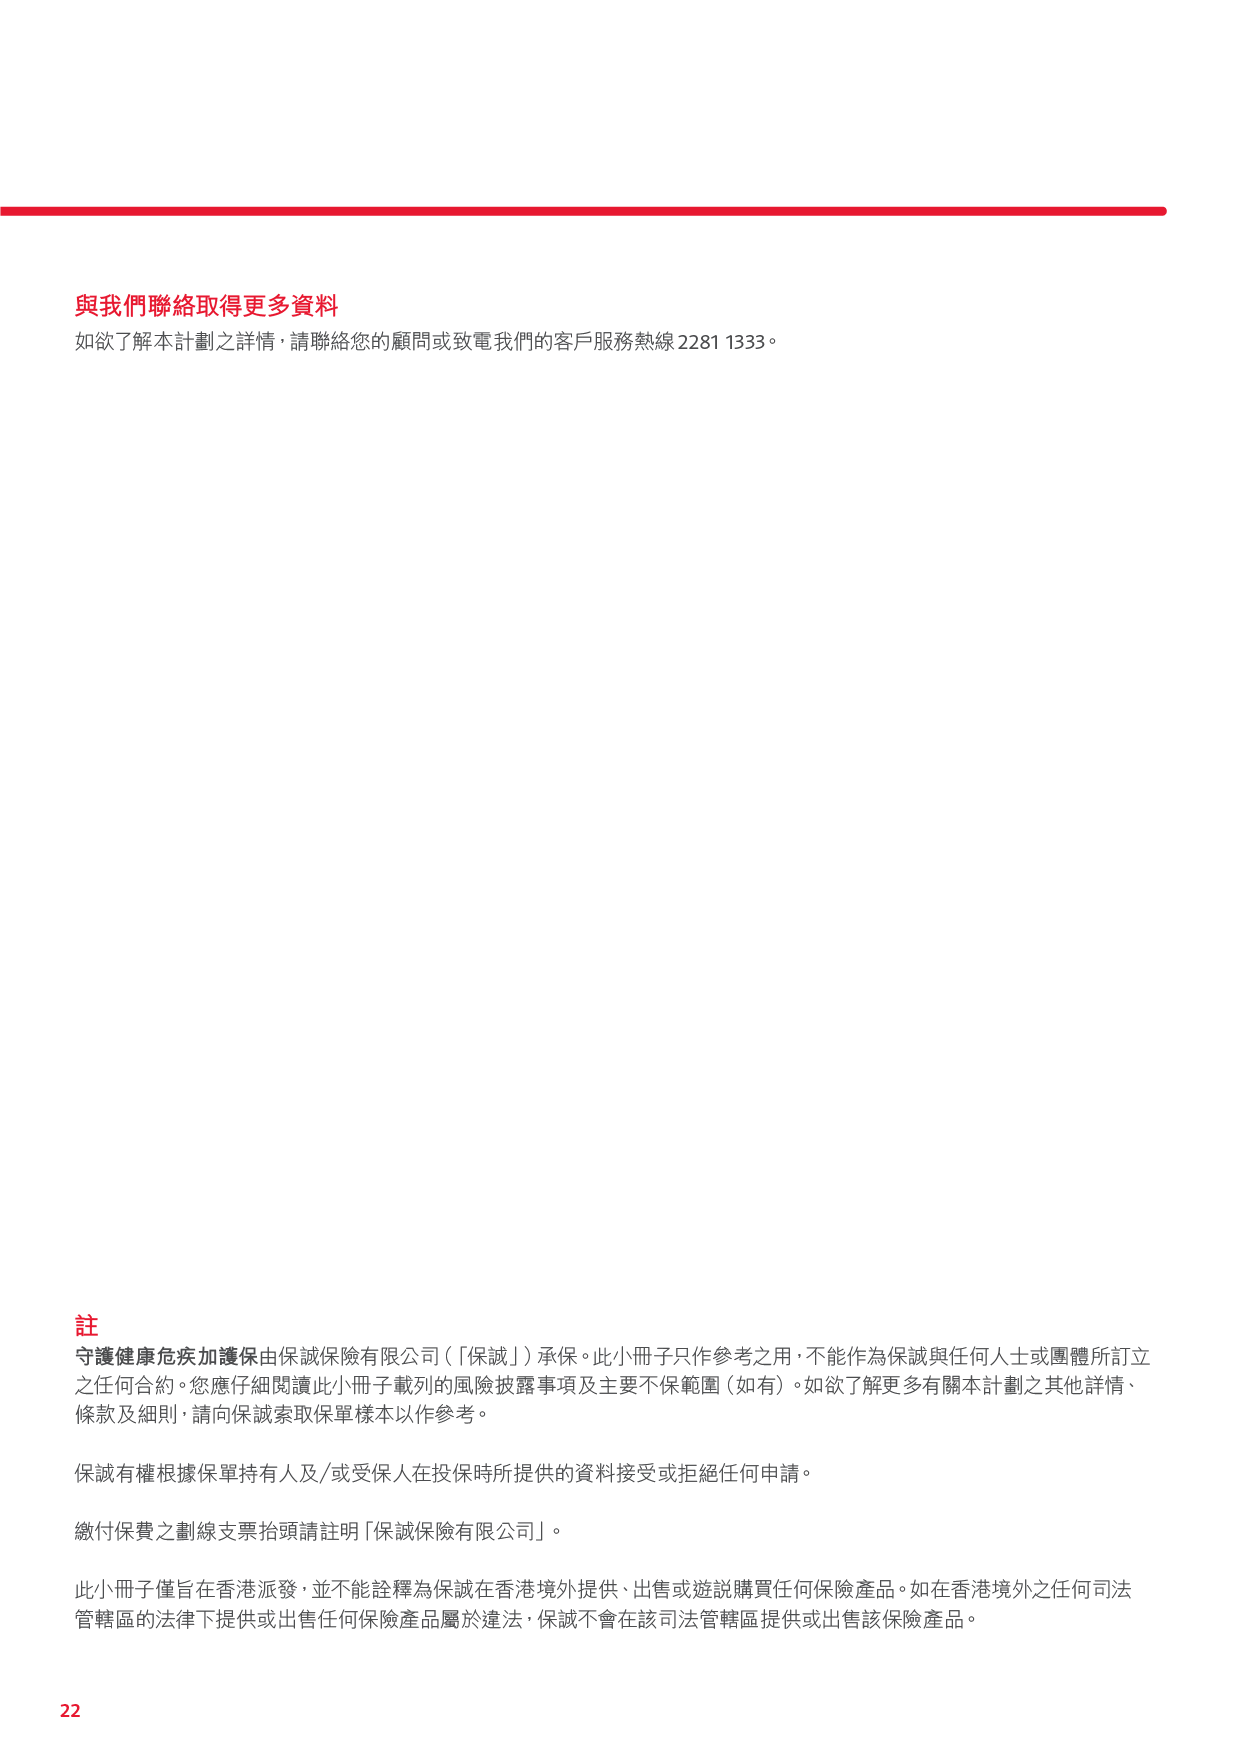 與我們聯絡取得更多資料
如欲了解本計劃之詳情，請聯絡您的顧問或致電我們的客戶服務熱線 2281 1333。
註
守護健康危疾加護保由保誠保險有限公司（「保誠」）承保。此小冊子只作參考之用，不能作為保誠與任何人士或團體所訂立
之任何合約。您應仔細閱讀此小冊子載列的風險披露事項及主要不保範圍（如有）。如欲了解更多有關本計劃之其他詳情、
條款及細則，請向保誠索取保單樣本以作參考。
保誠有權根據保單持有人及/或受保人在投保時所提供的資料接受或拒絕任何申請。
繳付保費之劃線支票抬頭請註明「保誠保險有限公司」。
此小冊子僅旨在香港派發，並不能詮釋為保誠在香港境外提供、出售或遊説購買任何保險產品。如在香港境外之任何司法
管轄區的法律下提供或出售任何保險產品屬於違法，保誠不會在該司法管轄區提供或出售該保險產品。
22